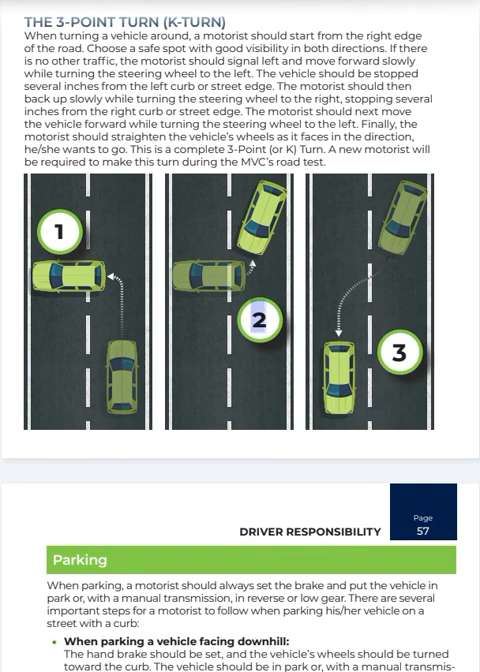 THE 3-POINT TURN (K-TURN)
When turning a vehicle around, a motorist should start from the right edge
of the road. Choose a safe spot with good visibility in both directions. If there
is no other traffic, the motorist should signal left and move forward slowly
while turning the steering wheel to the left. The vehicle should be stopped
several inches from the left curb or street edge. The motorist should then
back up slowly while turning the steering wheel to the right, stopping several
inches from the right curb or street edge. The motorist should next move
the vehicle forward while turning the steering wheel to the left. Finally, the
motorist should straighten the vehicle’s wheels as it faces in the direction,
he/she wants to go. This is a complete 3-Point (or K) Turn. A new motorist will
be required to make this turn during the MVC’s road test.
1
2
3
Page
57
DRIVER RESPONSIBILITY
Parking
When parking, a motorist should always set the brake and put the vehicle in
park or, with a manual transmission, in reverse or low gear. There are several
important steps for a motorist to follow when parking his/her vehicle on a
street with a curb:
• When parking a vehicle facing downhill:
The hand brake should be set, and the vehicle’s wheels should be turned
toward the curb. The vehicle should be in park or, with a manual transmis-